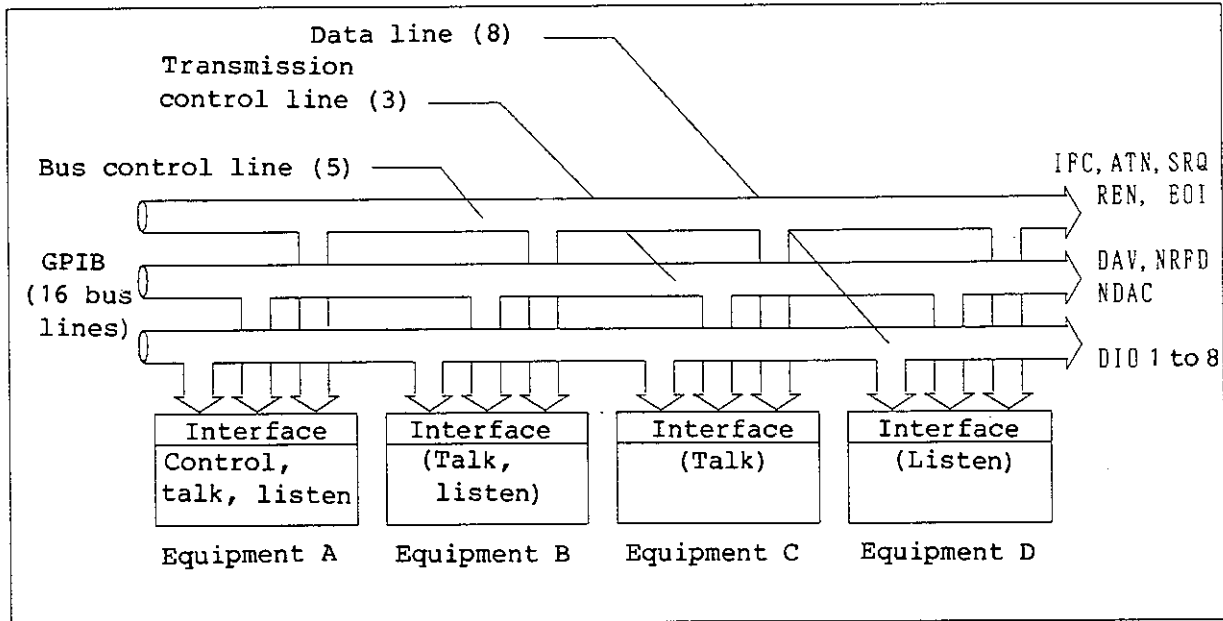 Data line (8)
Transmission
control line (3)
Bus control line (5)
IFC, ATN, SRQ
REN, EOI
GPIB
(16 bus
lines)
DAV, NRFD
NDAC
DIO 1 to 8
Interface
Control,
talk, listen
Equipment A
Interface
(Talk,
listen)
Equipment B
Interface
(Talk)
Equipment C
Interface
(Listen)
Equipment D